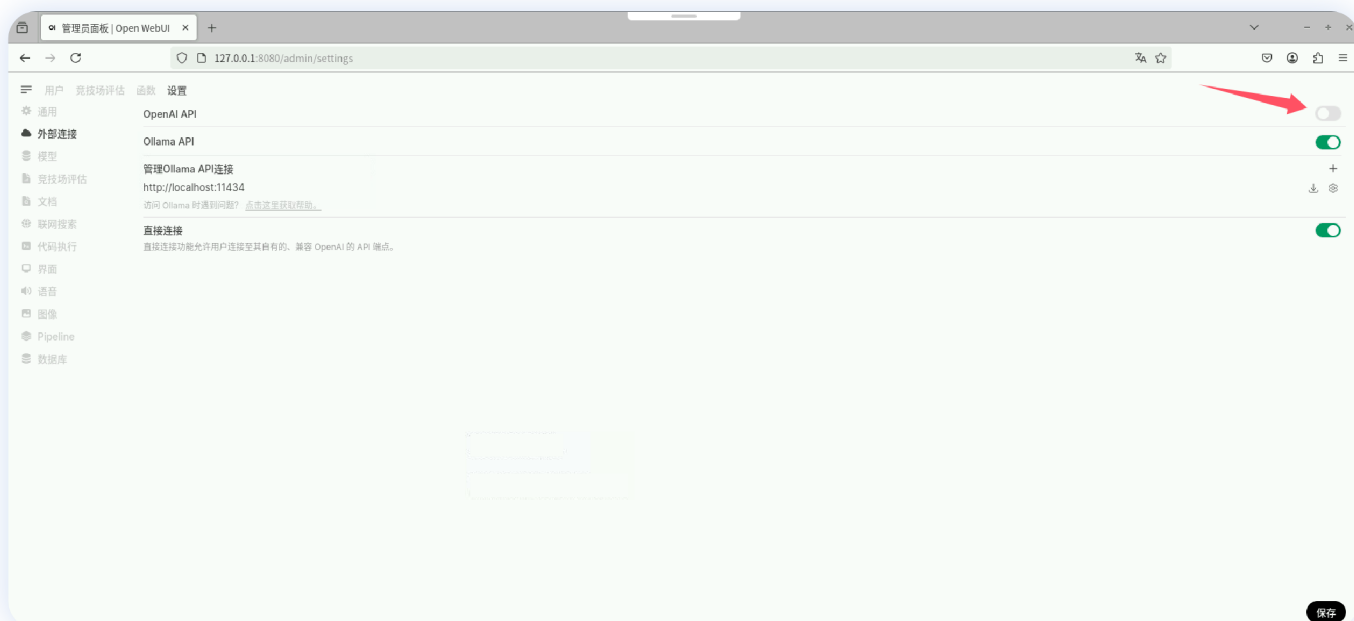 OI 管理员面板 | Open WebUI
127.0.0.1:8080/admin/settings
用户 竞技场评估 函数 设置
通用
外部连接
模型
竞技场评估
文档
联网搜索
代码执行
界面
语音
图像
Pipeline
数据库
OpenAI API
Ollama API
管理Ollama API连接
http://localhost:11434
访问 Ollama 时遇到问题? 点击这里获取帮助。
直接连接
直接连接功能允许用户连接至其自有的、兼容 OpenAI 的 API 端点。
保存